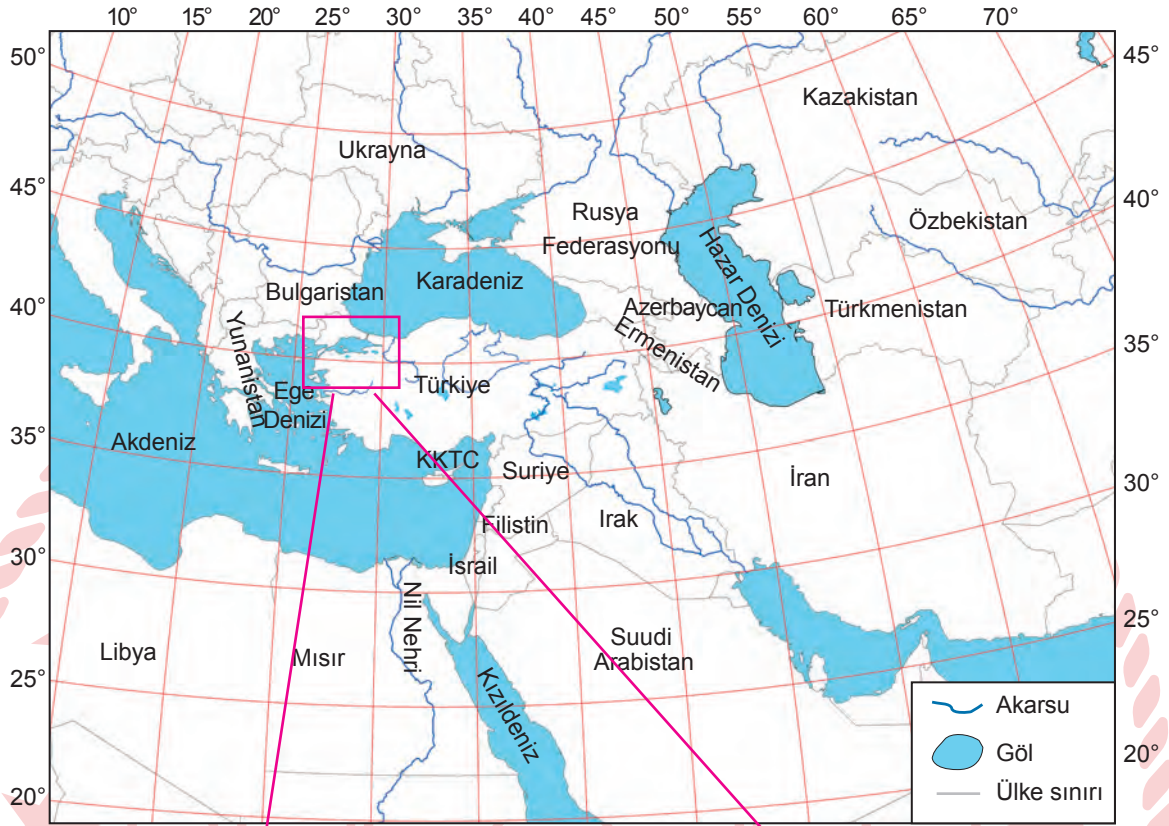 10° 15° 20° 25° 30° 35° 40° 45° 50° 55° 60° 65° 70°
50°
45°
40°
35°
30°
25°
20°
45°
40°
35°
30°
25°
20°
Kazakistan
Ukrayna
Rusya
Federasyonu
Özbekistan
Hazar Denizi
Karadeniz
Bulgaristan
Azerbaycan
Türkmenistan
Ermenistan
Yunanistan
Türkiye
Ege
Denizi
Akdeniz
KKTC
Suriye
İran
Filistin
Irak
İsrail
Nil Nehri
Libya
Mısır
Suudi
Arabistan
Kızıldeniz
Akarsu
Göl
Ülke sınırı